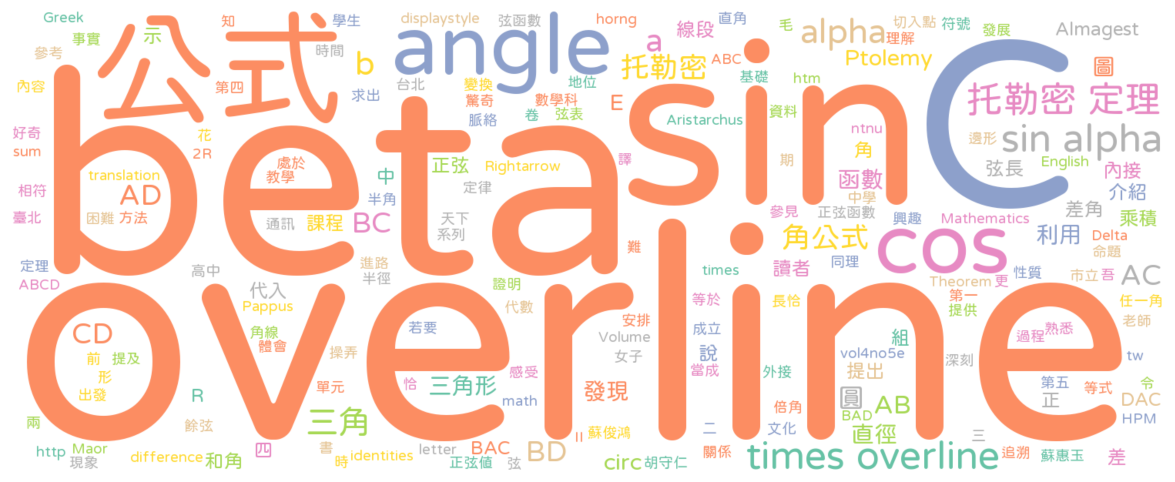 Greek
事實
示
參考
內容
公式
第四
知
學生
時間
b
求出
displaystyle
弦函數
angle
台北
變換
驚奇
脈絡
卷
弦表
數學科
地位
horng
a
線段
托勒密
ABC
E
直角
基礎
毛
alpha
切入點
理解
符號
發展
Ptolemy
Almagest
htm
資料
圖
托勒密 定理
邊形
sin alpha
English
弦長
內接
介紹
C
Aristarchus
ntnu
角
期
函數
中學
參見
正弦函數
興趣
Mathematics
差角
乘積
利用
Delta
命題
好奇
sum
相符
臺北
translation
AD
困難
方法
花
2R
處於
教學
beta
sin
正弦
Rightarrow
譯
中
定律
半角
通訊
課程
BC
天下
系列
難
角公式
cos
讀者
同理
times
定理
ABCD
高中
進路
半徑
代入
Pappus
證明
代數
等於
長恰
Theorem
更
第一
提供
性質
市立
吾
AC
任一角
老師
overline
CD
前
提及
形
出發
角線
體會
操弄
若要
恰
三角形
單元
感受
安排
Volume
女子
成立
說
當成
發現
math
外接
組
vol4no5e
提出
深刻
過程
熟悉
tw
第五
等式
令
正
DAC
HPM
兩
R
三角
餘弦
倍角
圓
BAD
AB
直徑
文化
二
II
蘇俊鴻
http
Maor
現象
difference
和角
四
書
時
identities
letter
BAC
正弦值
弦
BD
circ
胡守仁
關係
times overline
三
追溯
蘇惠玉
差